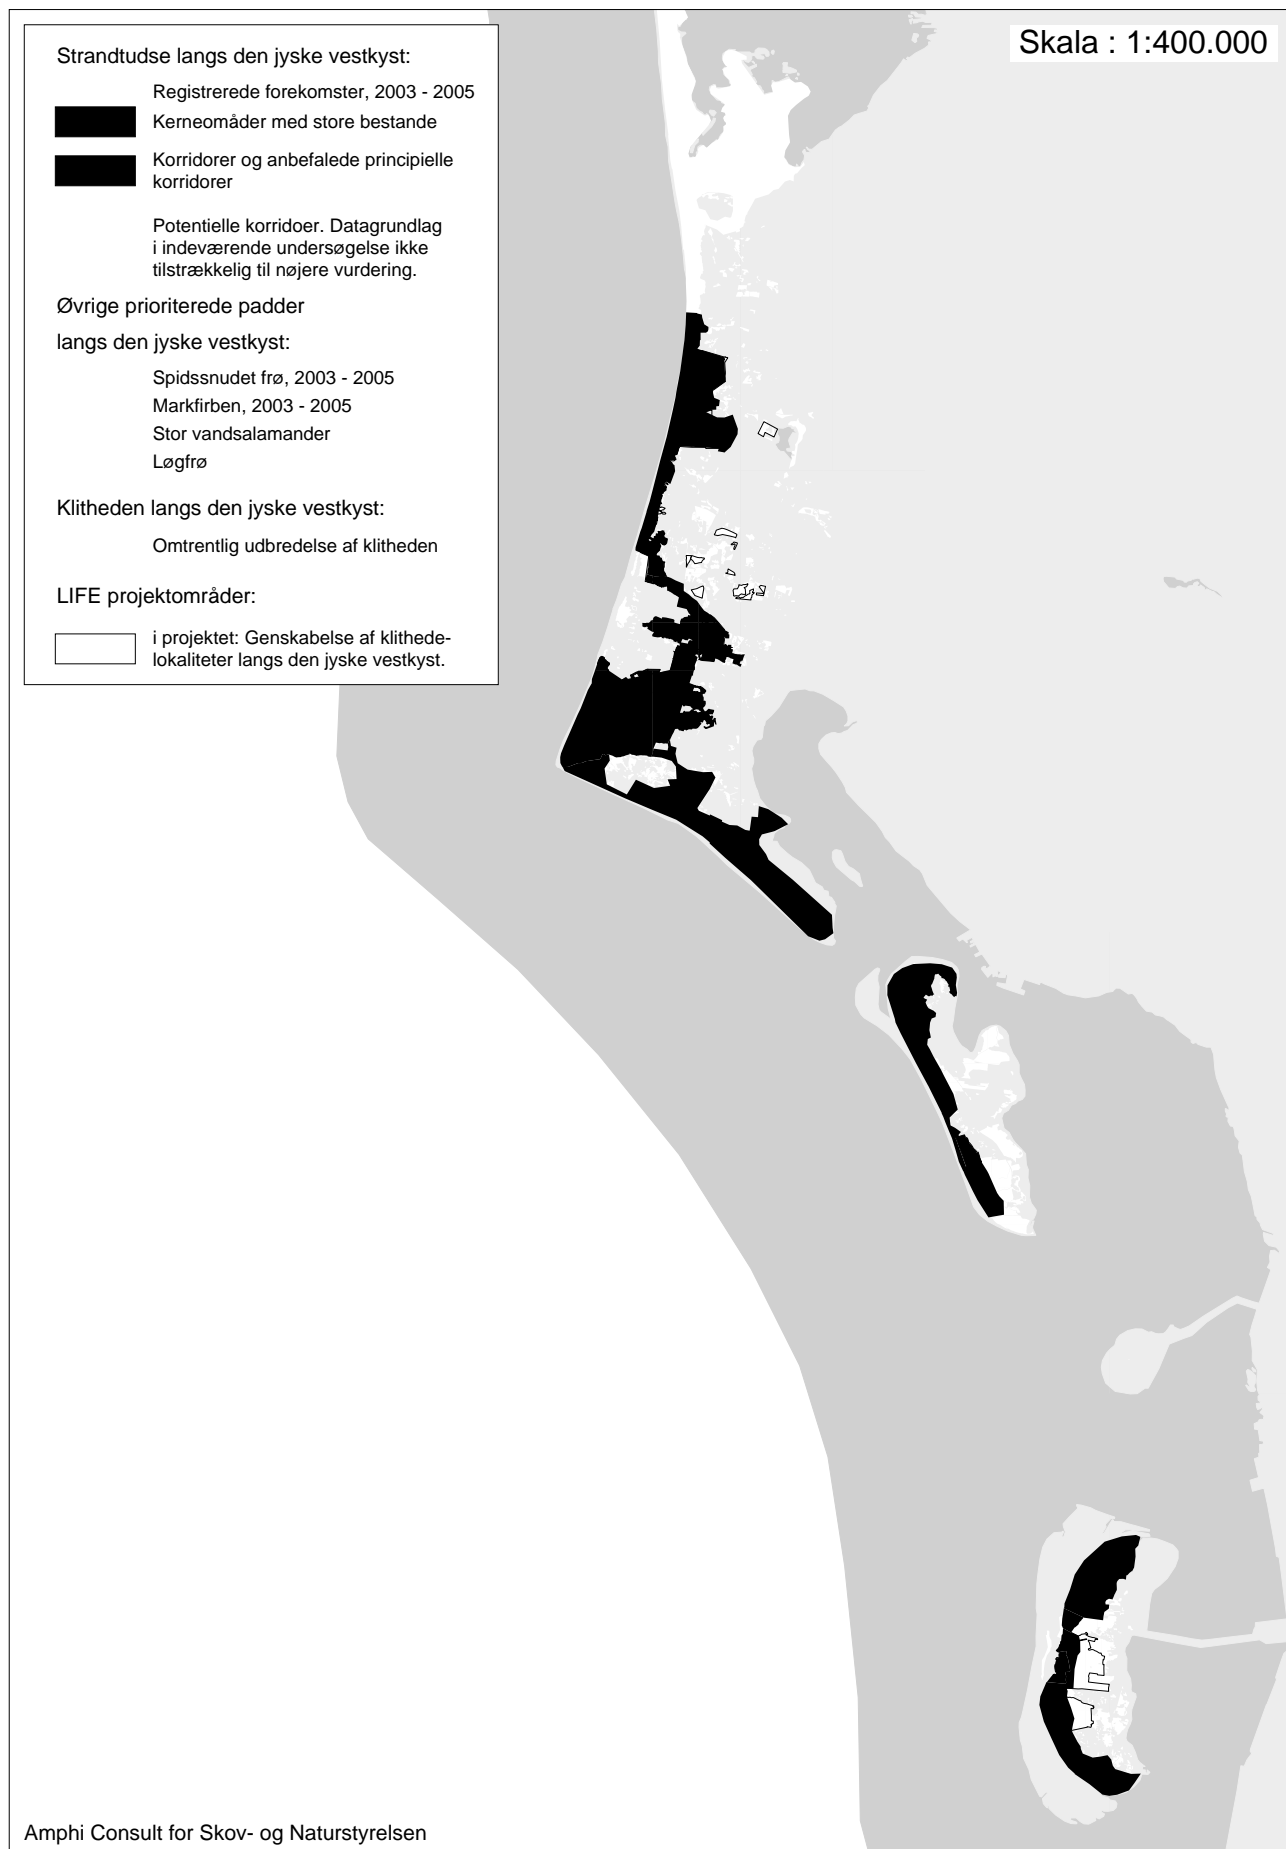 Skala : 1:400.000
Strandtudse langs den jyske vestkyst:
Registrerede forekomster, 2003 - 2005
Kerneområder med store bestande
Korridorer og anbefalede principielle
korridorer
Potentielle korridoer. Datagrundlag
i indeværende undersøgelse ikke
tilstrækkelig til nøjere vurdering.
Øvrige prioriterede padder
langs den jyske vestkyst:
Spidssnudet frø, 2003 - 2005
Markfirben, 2003 - 2005
Stor vandsalamander
Løgfrø
Klitheden langs den jyske vestkyst:
Omtrentlig udbredelse af klitheden
LIFE projektområder:
i projektet: Genskabelse af klithede-
lokaliteter langs den jyske vestkyst.
Amphi Consult for Skov- og Naturstyrelsen